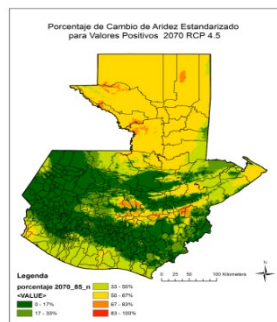 Porcentaje de Cambio de Aridez Estandarizado
para Valores Positivos 2070 RCP 4.5
Legenda
porcentaje 2070_85_n
<VALUE>
0 - 17%
17 - 33%
33 - 50%
50 - 67%
67 - 83%
83 - 100%
0 25 50 100 Kilometers